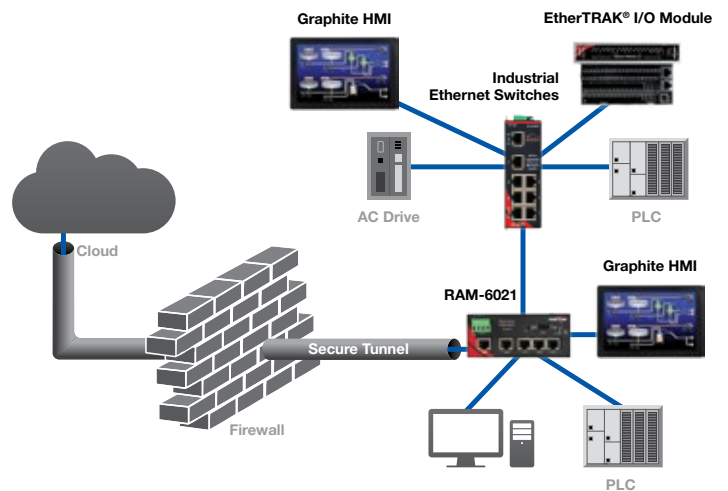 Graphite HMI
EtherTRAK® I/O Module
Industrial
Ethernet Switches
AC Drive
PLC
Cloud
RAM-6021
Graphite HMI
Secure Tunnel
Firewall
PLC